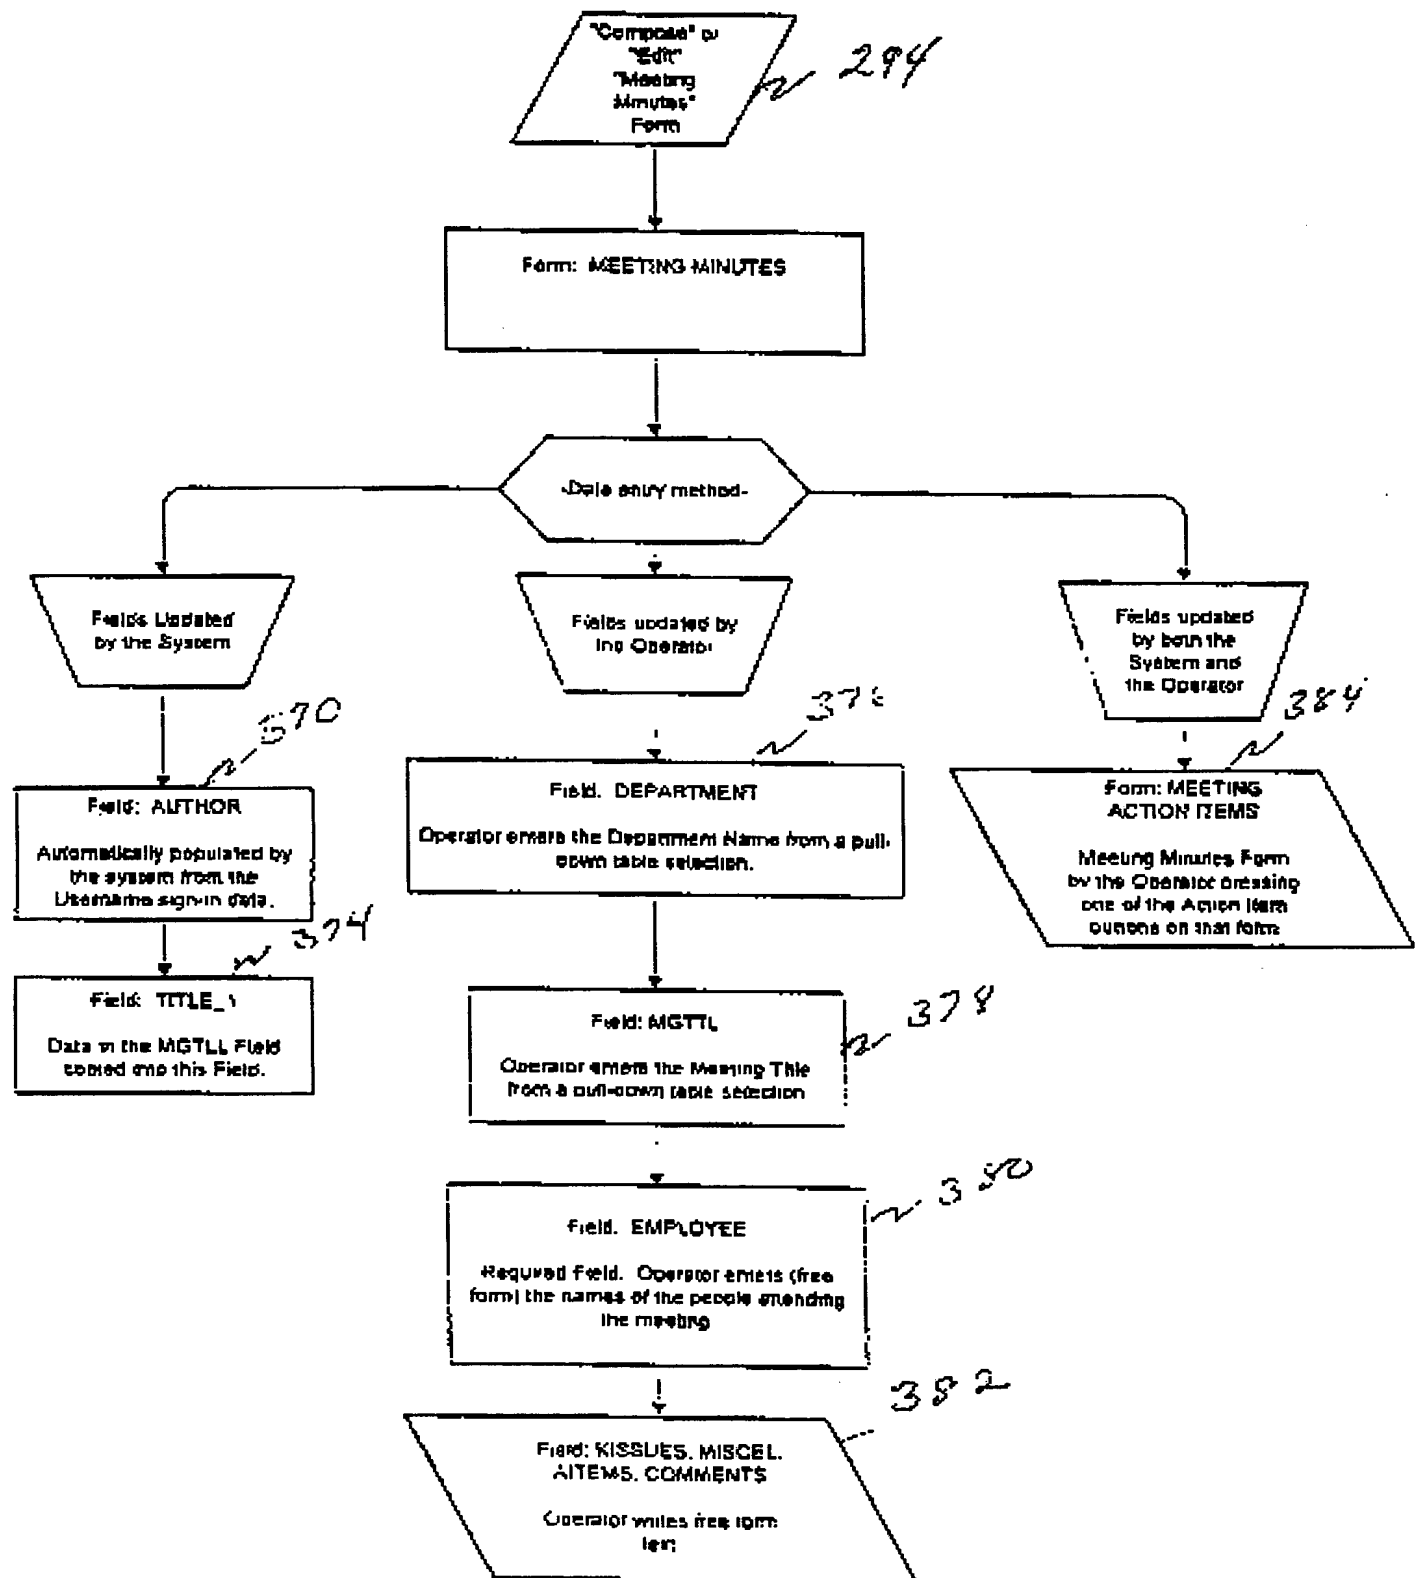 "Compose" or
"Edit"
"Meeting
Minutes"
Form
294
Form: MEETING MINUTES
-Data entry method-
Fields Updated
by the System
Fields updated by
the Operator
Fields updated
by both the
System and
the Operator
370
376
384
Field: AUTHOR
Automatically populated by
the system from the
Username sign-in data.
Field. DEPARTMENT
Operator enters the Department Name from a pull-
down table selection.
Form: MEETING
ACTION ITEMS
Meeting Minutes Form
by the Operator pressing
one of the Action Item
buttons on that form
374
Field: TITLE_1
Data in the MGTLL Field
copied into this Field.
378
Field: MGTTL
Operator enters the Meeting Title
from a pull-down table selection
380
Field. EMPLOYEE
Required Field. Operator enters (free
form) the names of the people attending
the meeting
382
Field: KISSUES, MISCEL,
AITEMS, COMMENTS
Operator writes free form
text